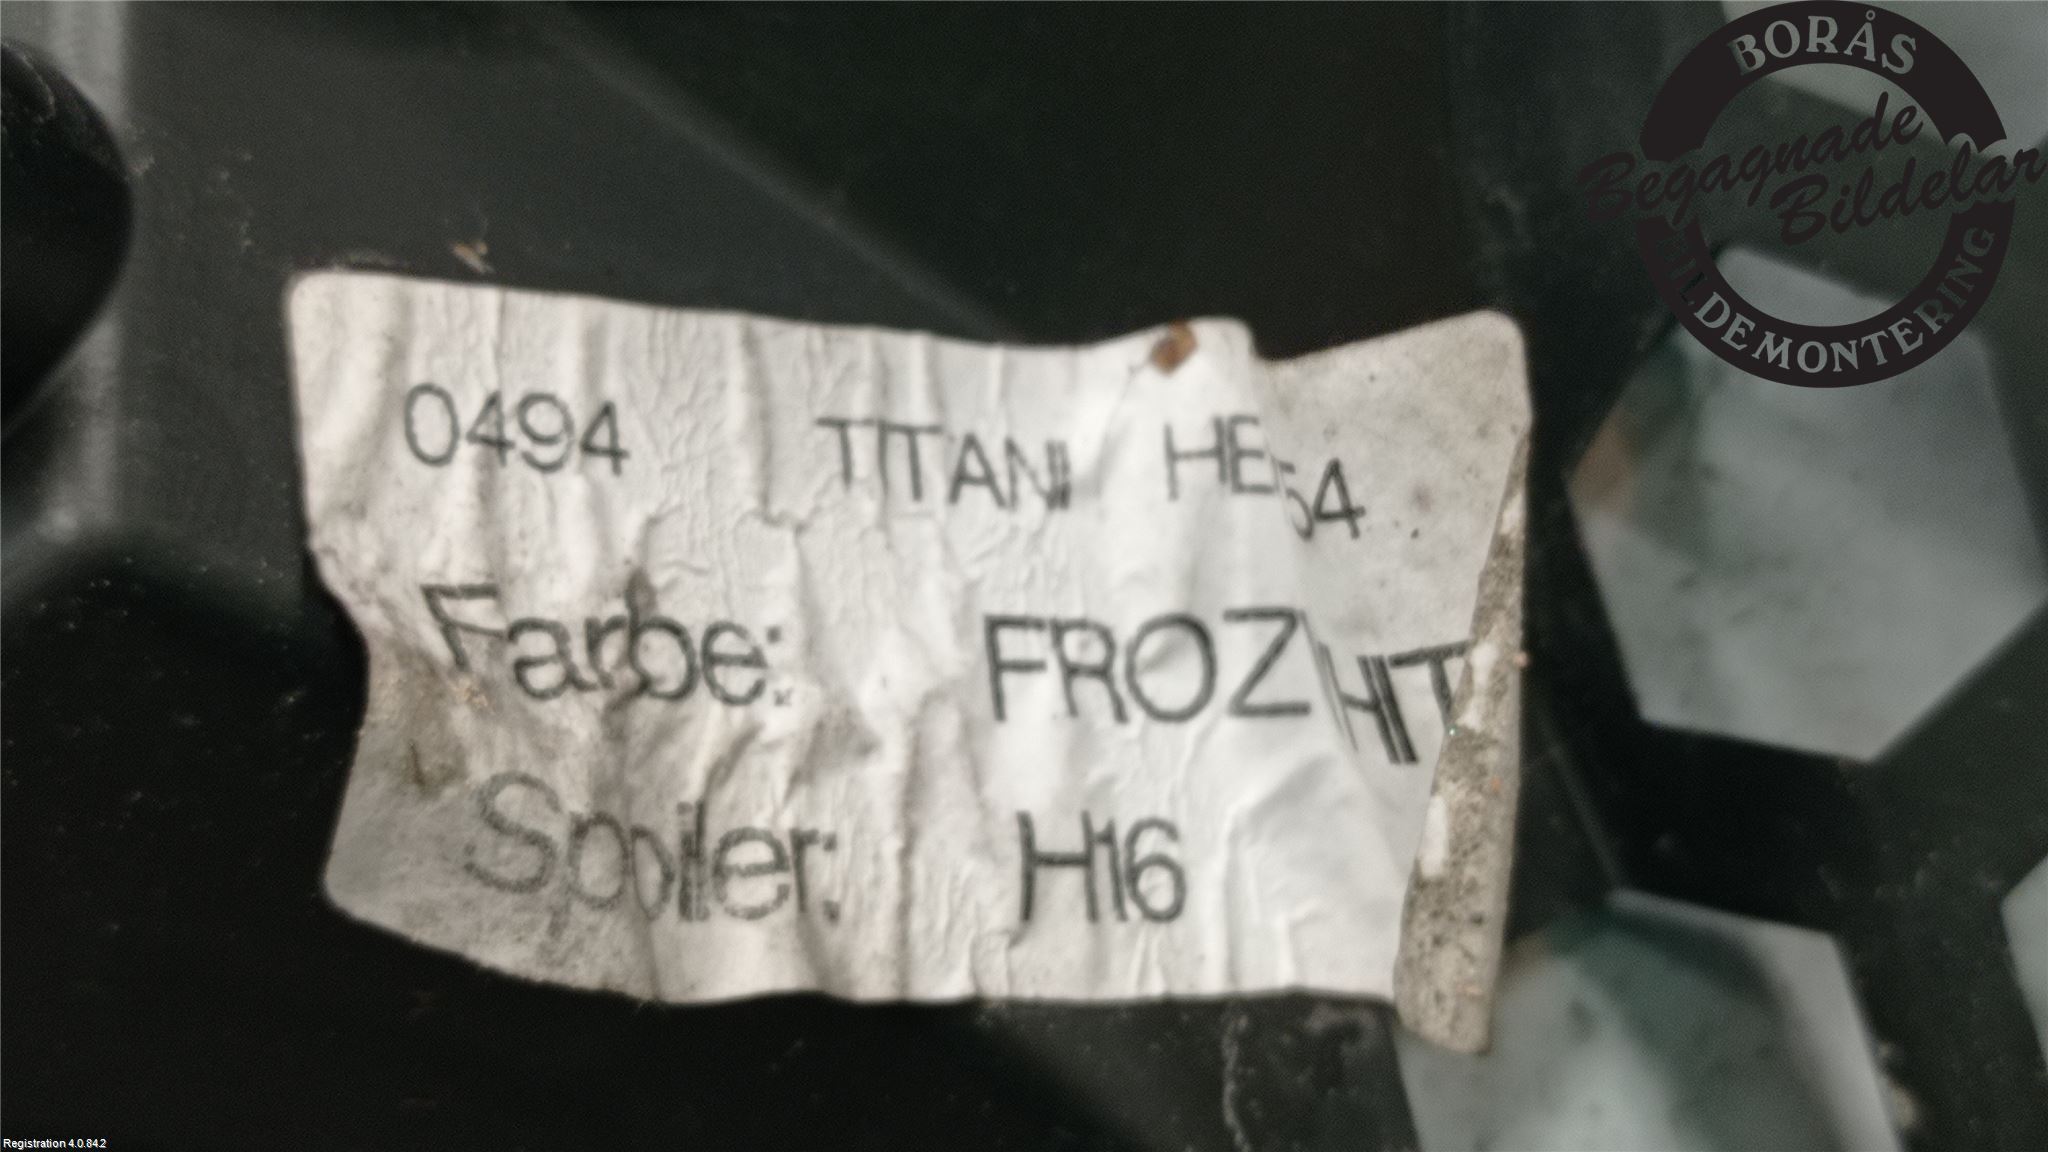 BORÅS
Begagnade
Bildelar
BILDEMONTERING
0494 TITANI HE54
Farbe: FROZ HIT
Spoiler: H16
Registration 4.0.84.2